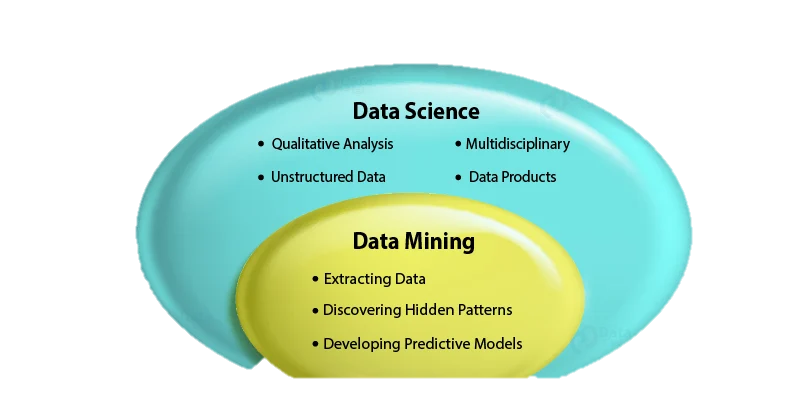 Data Science
• Qualitative Analysis
• Multidisciplinary
• Unstructured Data
• Data Products
Data Mining
• Extracting Data
• Discovering Hidden Patterns
• Developing Predictive Models